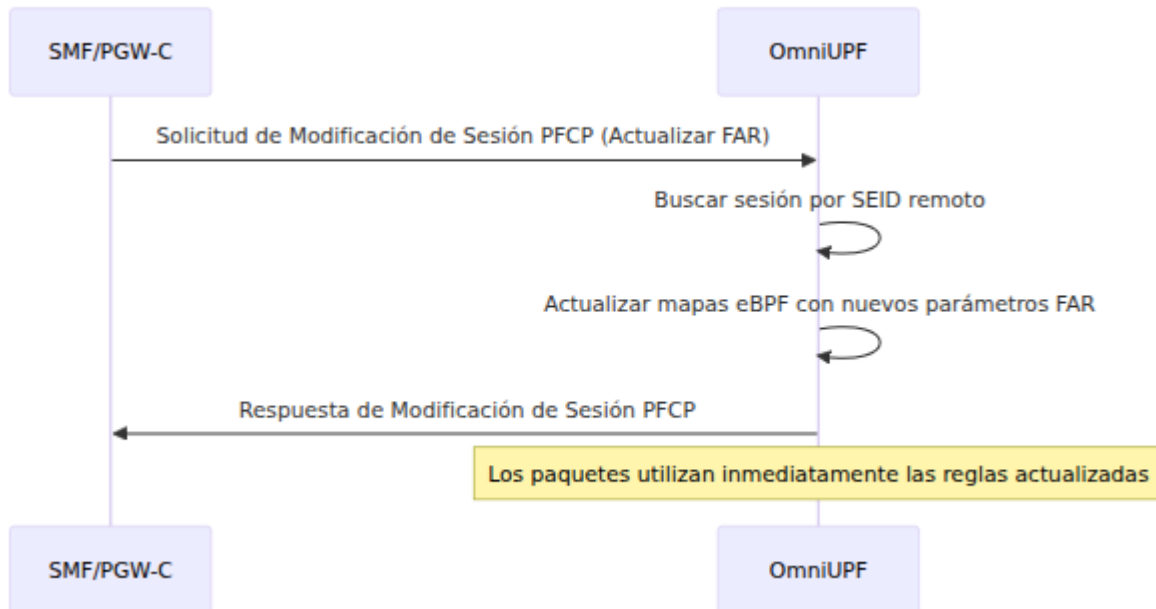 SMF/PGW-C
OmniUPF
Solicitud de Modificación de Sesión PFCP (Actualizar FAR)
Buscar sesión por SEID remoto
Actualizar mapas eBPF con nuevos parámetros FAR
Respuesta de Modificación de Sesión PFCP
Los paquetes utilizan inmediatamente las reglas actualizadas
SMF/PGW-C
OmniUPF